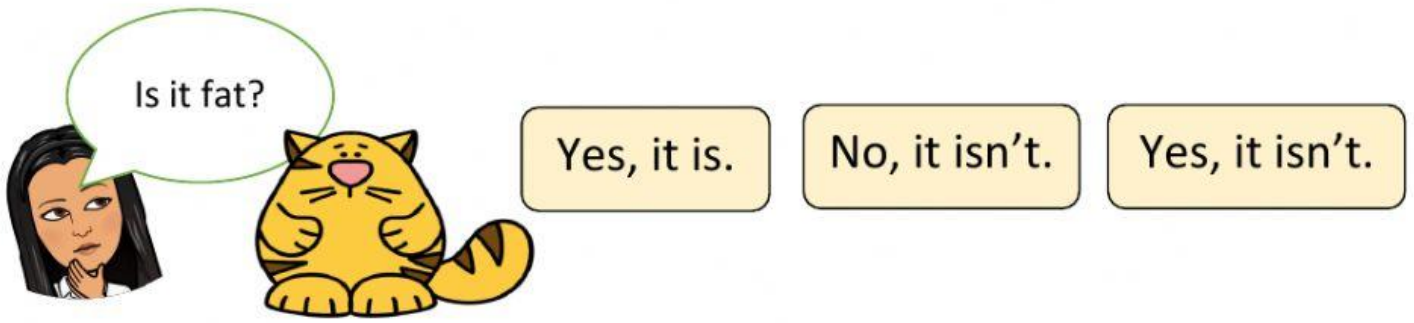 Is it fat?
Yes, it is.
No, it isn’t.
Yes, it isn’t.